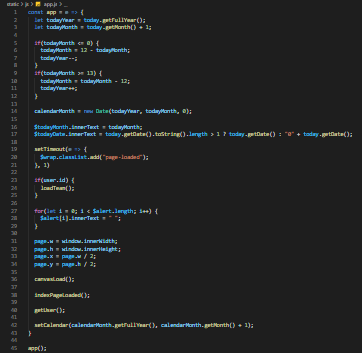 static > js > app.js > ...
1 const app = e => {
2 let todayYear = today.getFullYear();
3 let todayMonth = today.getMonth() + 1;
4
5 if(todayMonth <= 0) {
6 todayMonth = 12 - todayMonth;
7 todayYear--;
8 }
9 if(todayMonth >= 13) {
10 todayMonth = todayMonth - 12;
11 todayYear++;
12 }
13
14 calendarMonth = new Date(todayYear, todayMonth, 0);
15
16 $todayMonth.innerText = todayMonth;
17 $todayDate.innerText = today.getDate().toString().length > 1 ? today.getDate() : "0" + today.getDate();
18
19 setTimeout(e => {
20 $wrap.classList.add("page-loaded");
21 }, 1)
22
23 if(user.id) {
24 loadTeam();
25 }
26
27 for(let i = 0; i < $alert.length; i++) {
28 $alert[i].innerText = " ";
29 }
30
31 page.w = window.innerWidth;
32 page.h = window.innerHeight;
33 page.x = page.w / 2;
34 page.y = page.h / 2;
35
36 canvasLoad();
37
38 indexPageLoaded();
39
40 getUser();
41
42 setCalendar(calendarMonth.getFullYear(), calendarMonth.getMonth() + 1);
43 }
44
45 app();